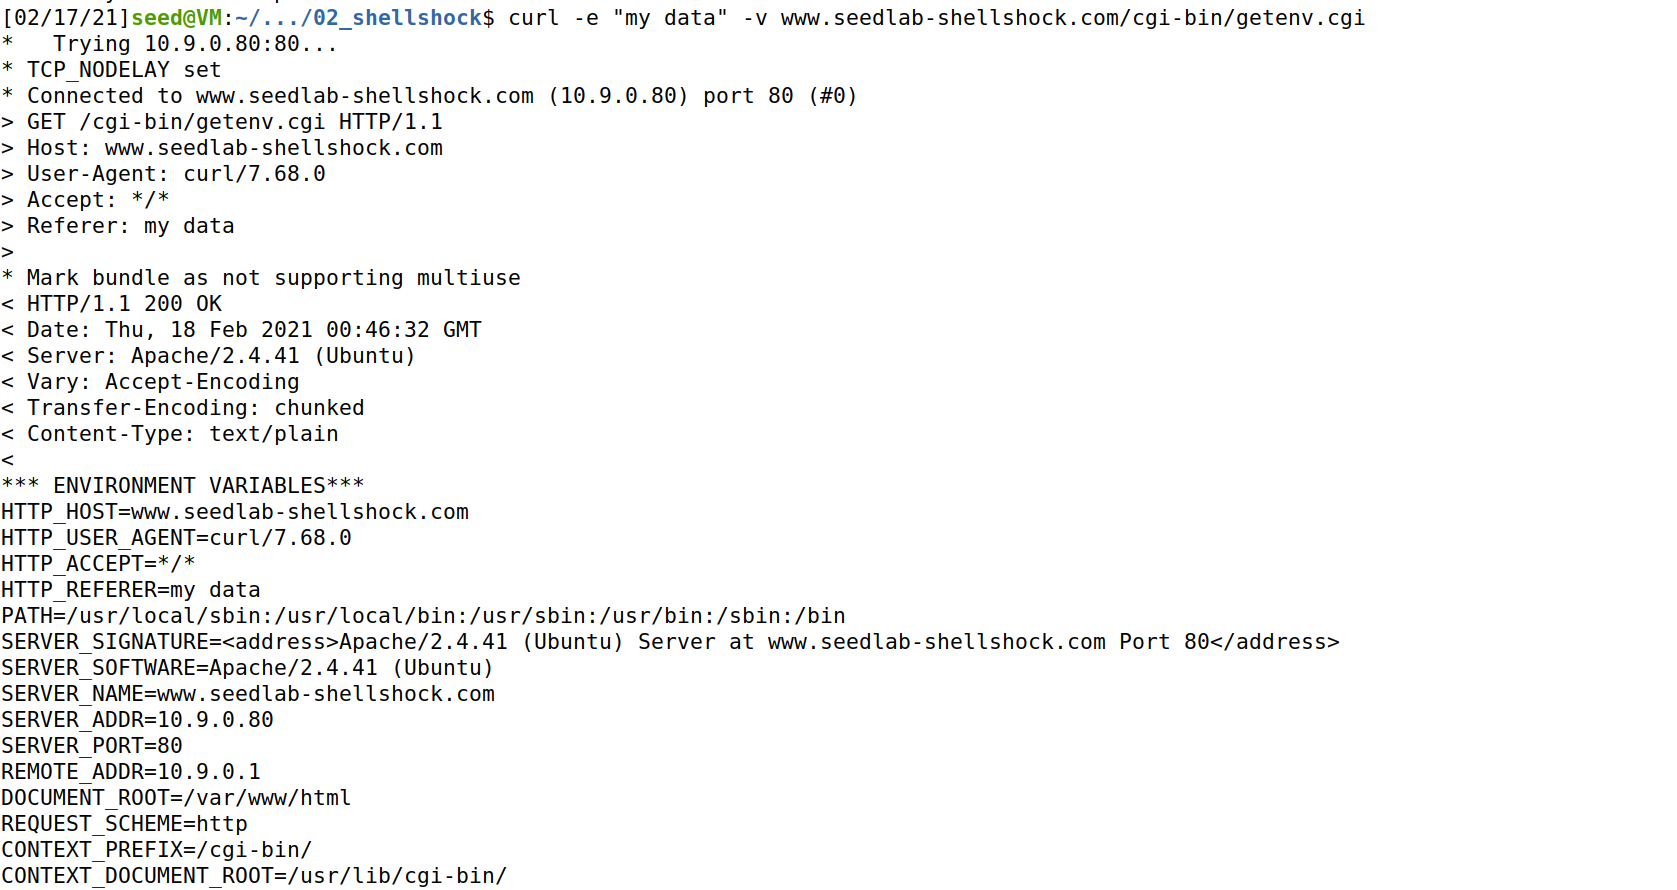 [02/17/21]seed@VM:~/.../02_shellshock$ curl -e "my data" -v www.seedlab-shellshock.com/cgi-bin/getenv.cgi
*   Trying 10.9.0.80:80...
* TCP_NODELAY set
* Connected to www.seedlab-shellshock.com (10.9.0.80) port 80 (#0)
> GET /cgi-bin/getenv.cgi HTTP/1.1
> Host: www.seedlab-shellshock.com
> User-Agent: curl/7.68.0
> Accept: */*
> Referer: my data
>
* Mark bundle as not supporting multiuse
< HTTP/1.1 200 OK
< Date: Thu, 18 Feb 2021 00:46:32 GMT
< Server: Apache/2.4.41 (Ubuntu)
< Vary: Accept-Encoding
< Transfer-Encoding: chunked
< Content-Type: text/plain
<
*** ENVIRONMENT VARIABLES***
HTTP_HOST=www.seedlab-shellshock.com
HTTP_USER_AGENT=curl/7.68.0
HTTP_ACCEPT=*/*
HTTP_REFERER=my data
PATH=/usr/local/sbin:/usr/local/bin:/usr/sbin:/usr/bin:/sbin:/bin
SERVER_SIGNATURE=<address>Apache/2.4.41 (Ubuntu) Server at www.seedlab-shellshock.com Port 80</address>
SERVER_SOFTWARE=Apache/2.4.41 (Ubuntu)
SERVER_NAME=www.seedlab-shellshock.com
SERVER_ADDR=10.9.0.80
SERVER_PORT=80
REMOTE_ADDR=10.9.0.1
DOCUMENT_ROOT=/var/www/html
REQUEST_SCHEME=http
CONTEXT_PREFIX=/cgi-bin/
CONTEXT_DOCUMENT_ROOT=/usr/lib/cgi-bin/